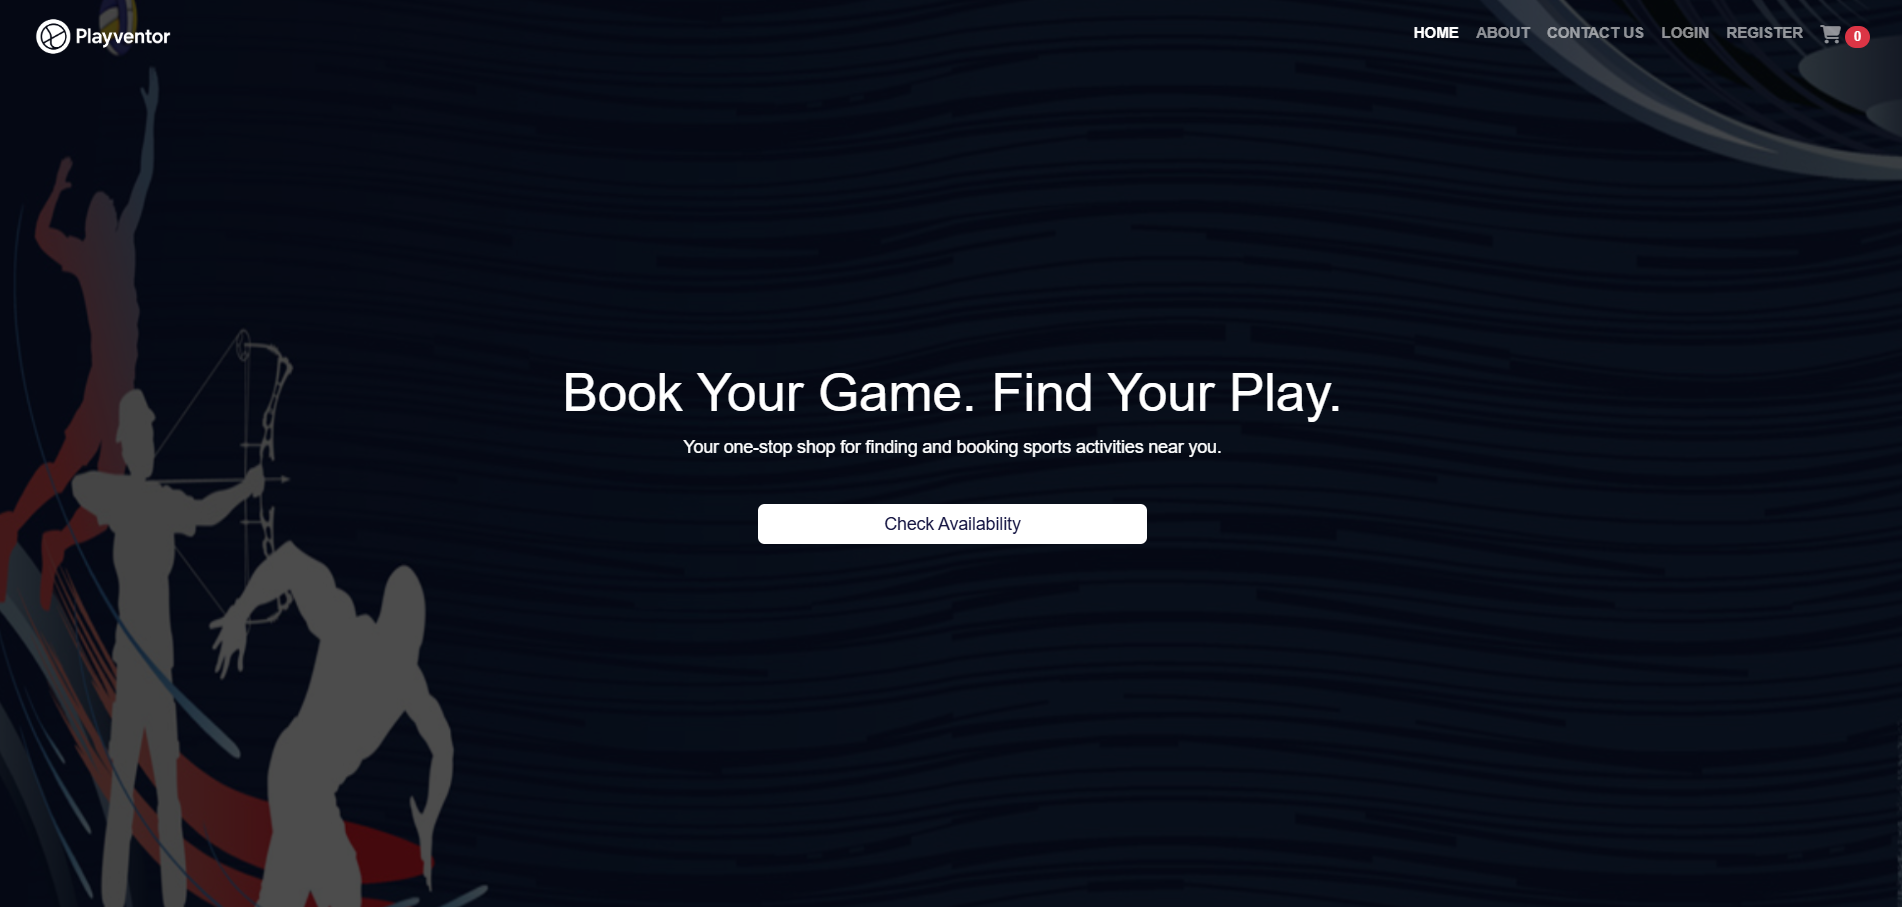 Playventor
HOME ABOUT CONTACT US LOGIN REGISTER 0
Book Your Game. Find Your Play.
Your one-stop shop for finding and booking sports activities near you.
Check Availability